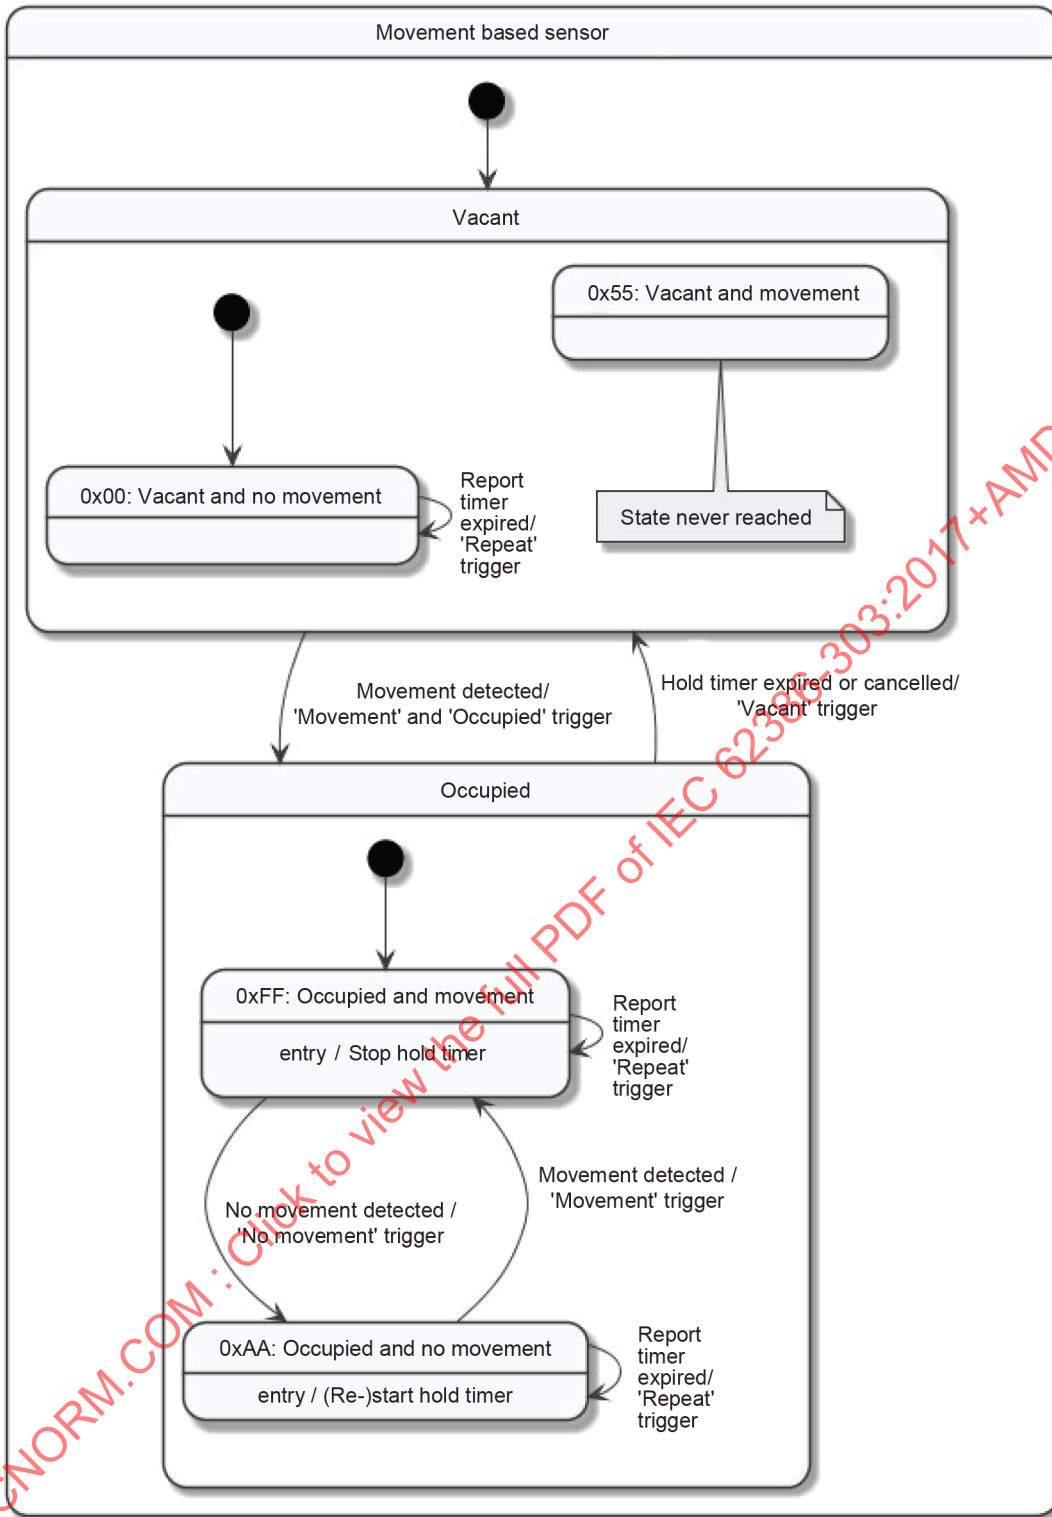 Movement based sensor
Vacant
0x55: Vacant and movement
0x00: Vacant and no movement
Report
timer
expired/
'Repeat'
trigger
State never reached
Movement detected/
'Movement' and 'Occupied' trigger
Hold timer expired or cancelled/
'Vacant' trigger
Occupied
0xFF: Occupied and movement
entry / Stop hold timer
Report
timer
expired/
'Repeat'
trigger
No movement detected /
'No movement' trigger
Movement detected /
'Movement' trigger
0xAA: Occupied and no movement
entry / (Re-)start hold timer
Report
timer
expired/
'Repeat'
trigger
CNORM.COM : Click to view the full PDF of IEC 62386-303:2017+AMD